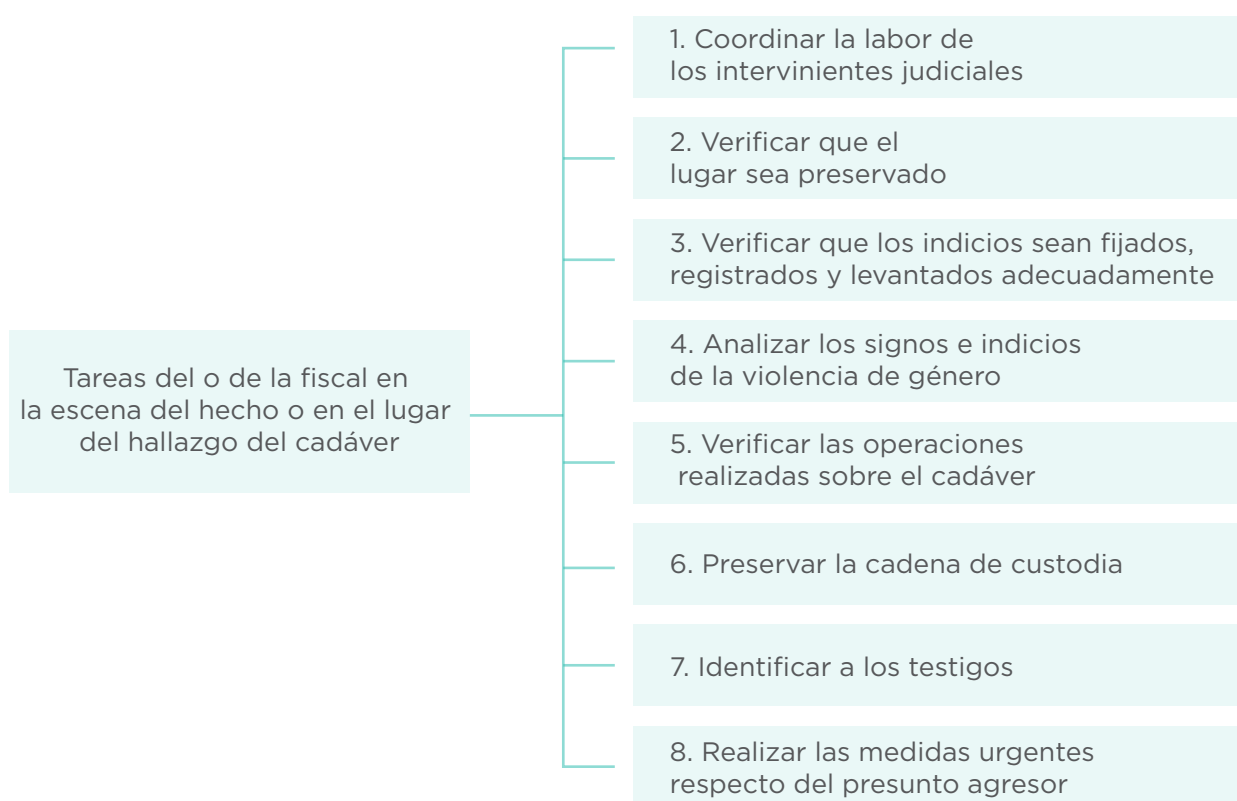 Tareas del o de la fiscal en
la escena del hecho o en el lugar
del hallazgo del cadáver
1. Coordinar la labor de
los intervinientes judiciales
2. Verificar que el
lugar sea preservado
3. Verificar que los indicios sean fijados,
registrados y levantados adecuadamente
4. Analizar los signos e indicios
de la violencia de género
5. Verificar las operaciones
realizadas sobre el cadáver
6. Preservar la cadena de custodia
7. Identificar a los testigos
8. Realizar las medidas urgentes
respecto del presunto agresor